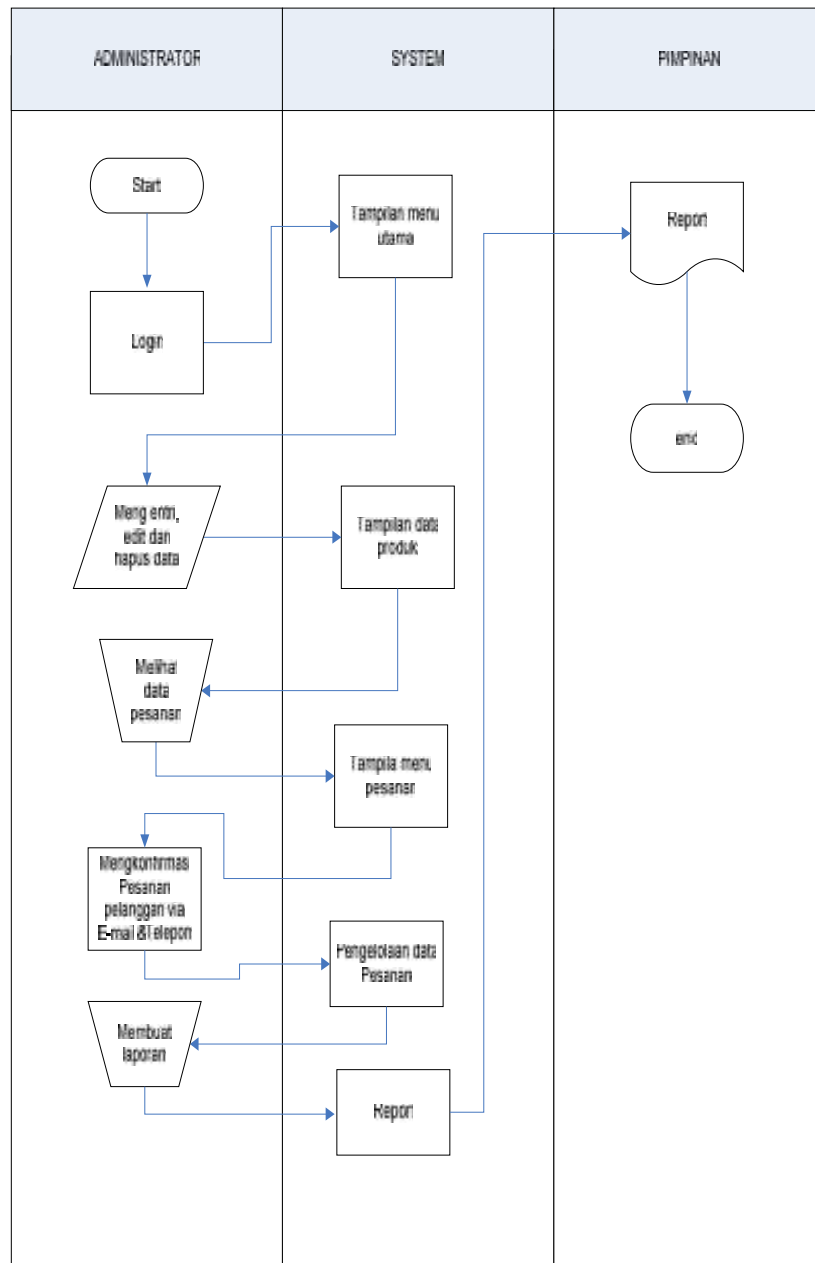 ADMINISTRATOR
SYSTEM
PIMPINAN
Start
Login
Tampilan menu
utama
Report
end
Meng entri,
edit dan
hapus data
Tampilan data
produk
Melihat
data
pesanan
Tampila menu
pesanan
Mengkonfirmas
Pesanan
pelanggan via
E-mail &Telepon
Pengelolaan data
Pesanan
Membuat
laporan
Report